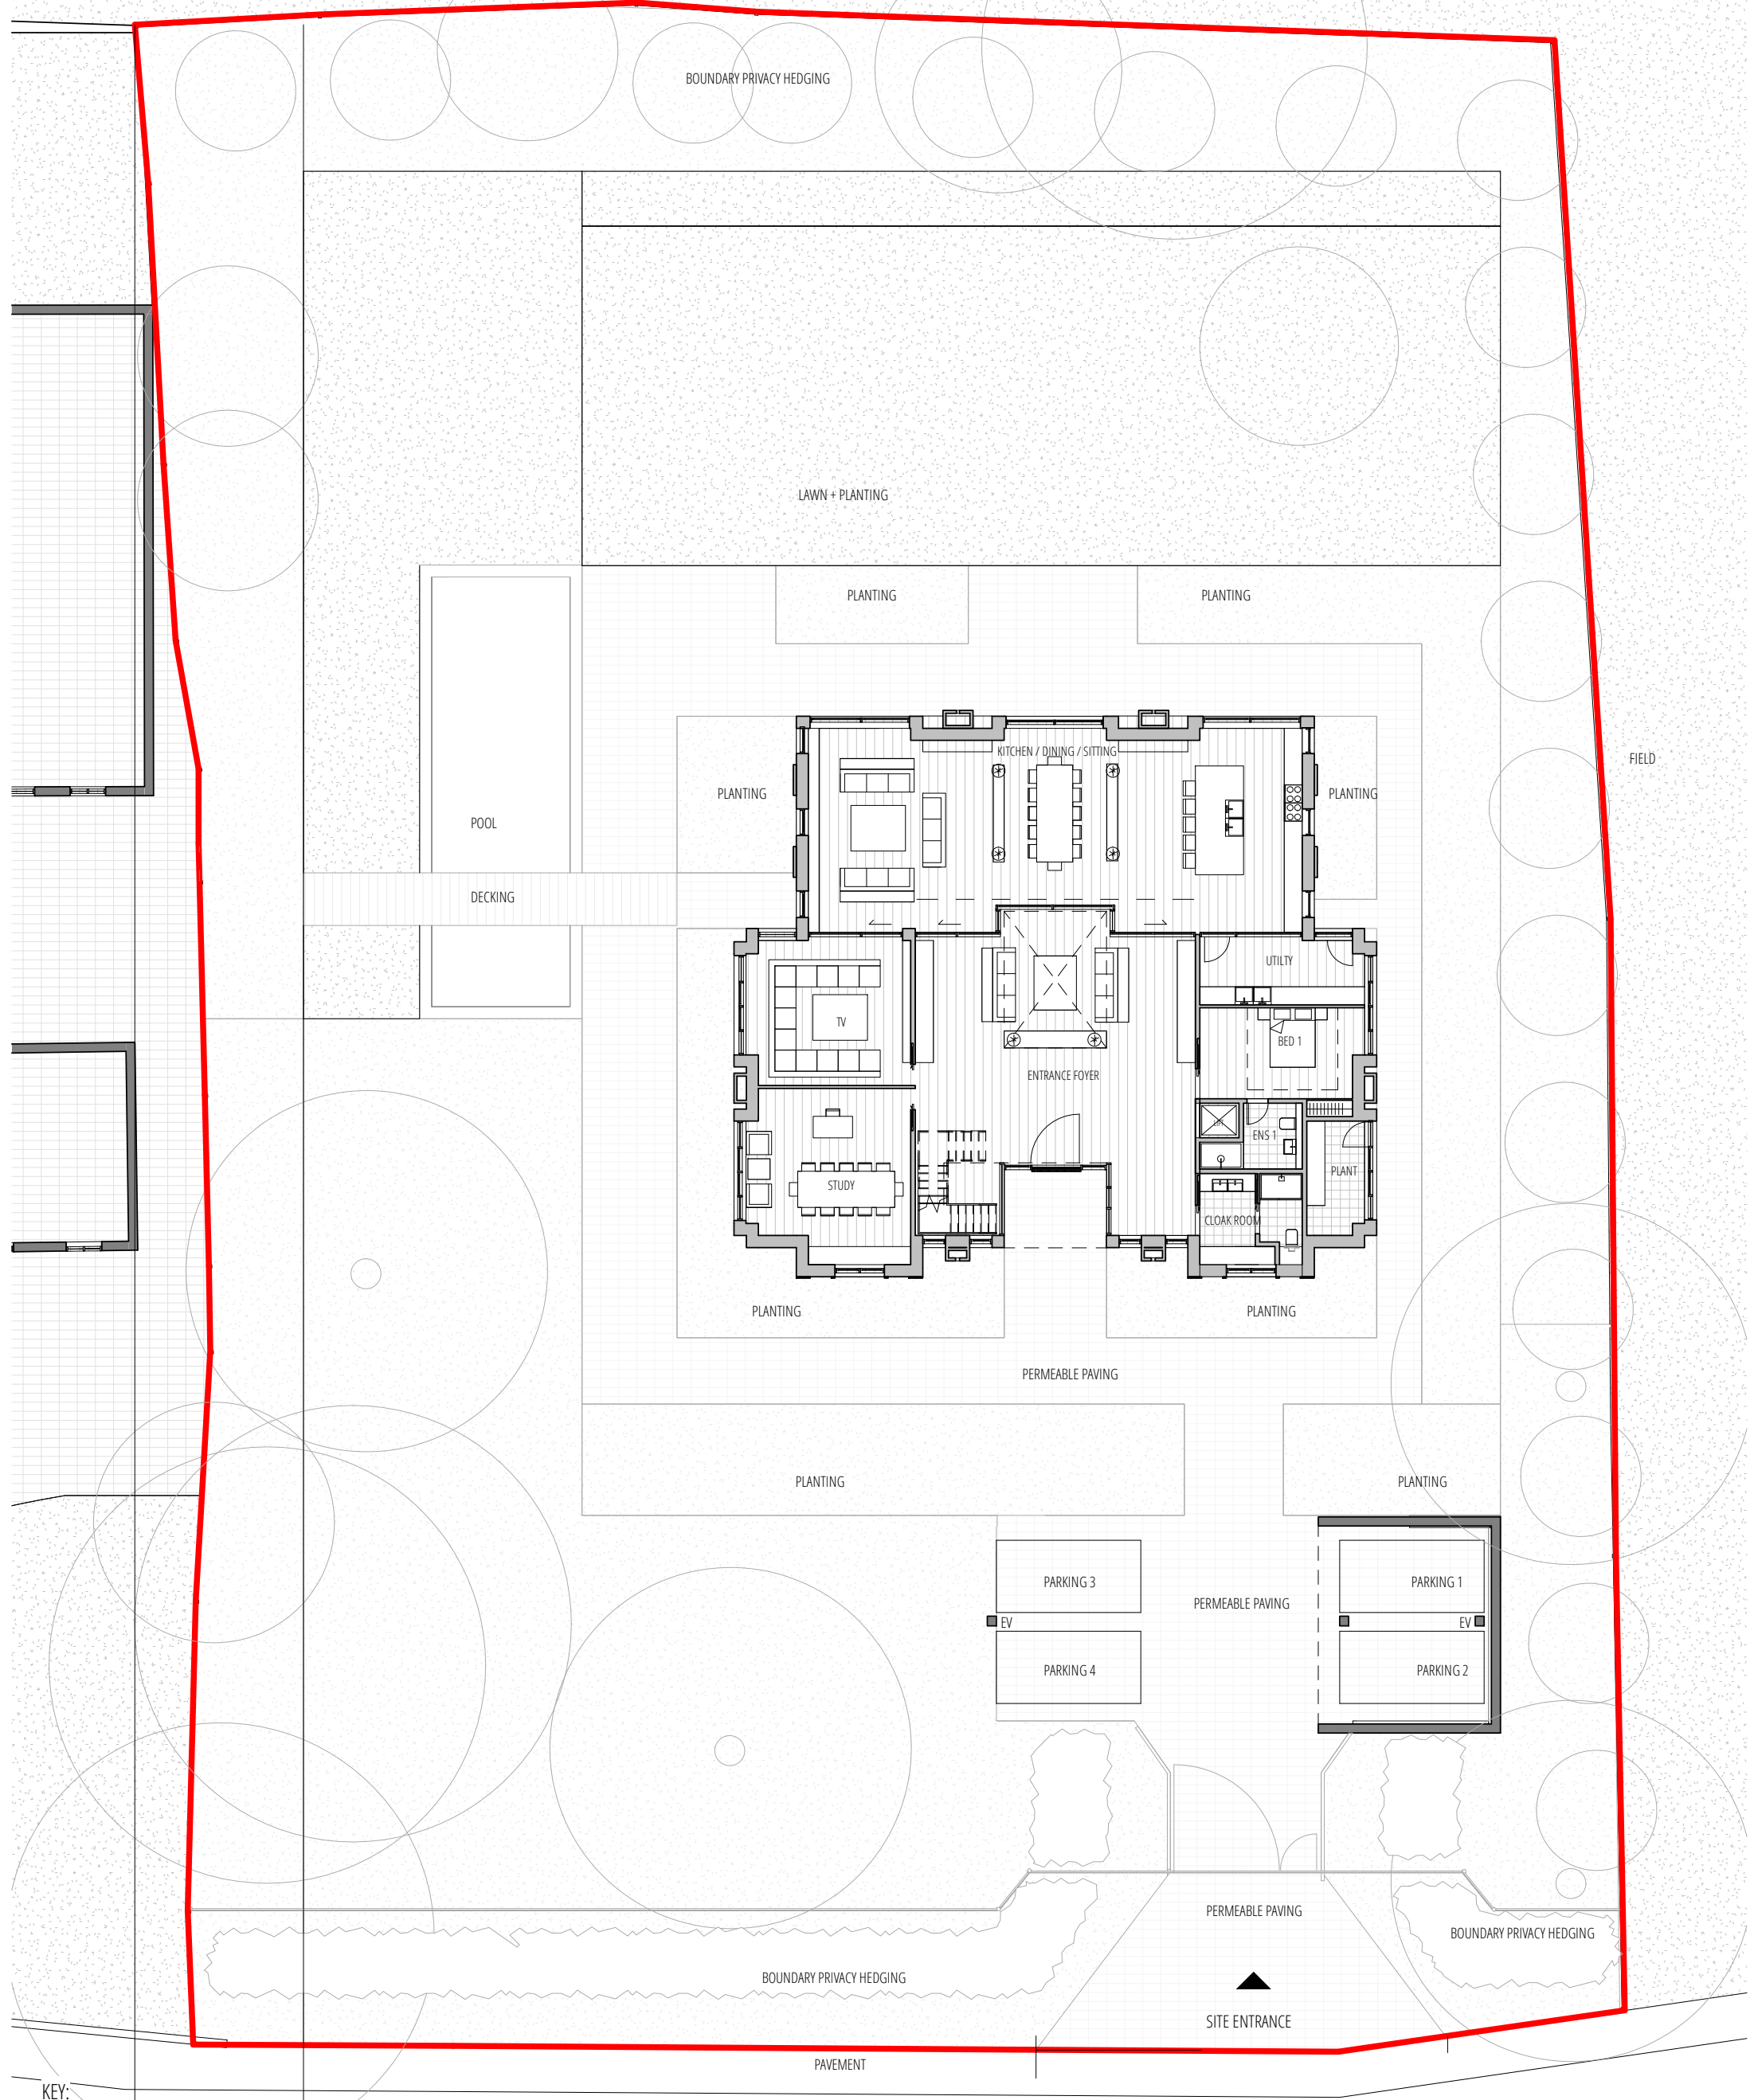 BOUNDARY PRIVACY HEDGING
LAWN + PLANTING
PLANTING
PLANTING
KITCHEN / DINING / SITTING
FIELD
PLANTING
PLANTING
POOL
DECKING
UTILTY
TV
BED 1
ENTRANCE FOYER
LIFT
ENS 1
PLANT
STUDY
CLOAK ROOM
PLANTING
PLANTING
PERMEABLE PAVING
PLANTING
PLANTING
PARKING 3
PARKING 1
PERMEABLE PAVING
EV
EV
PARKING 4
PARKING 2
PERMEABLE PAVING
BOUNDARY PRIVACY HEDGING
BOUNDARY PRIVACY HEDGING
SITE ENTRANCE
PAVEMENT
KEY: